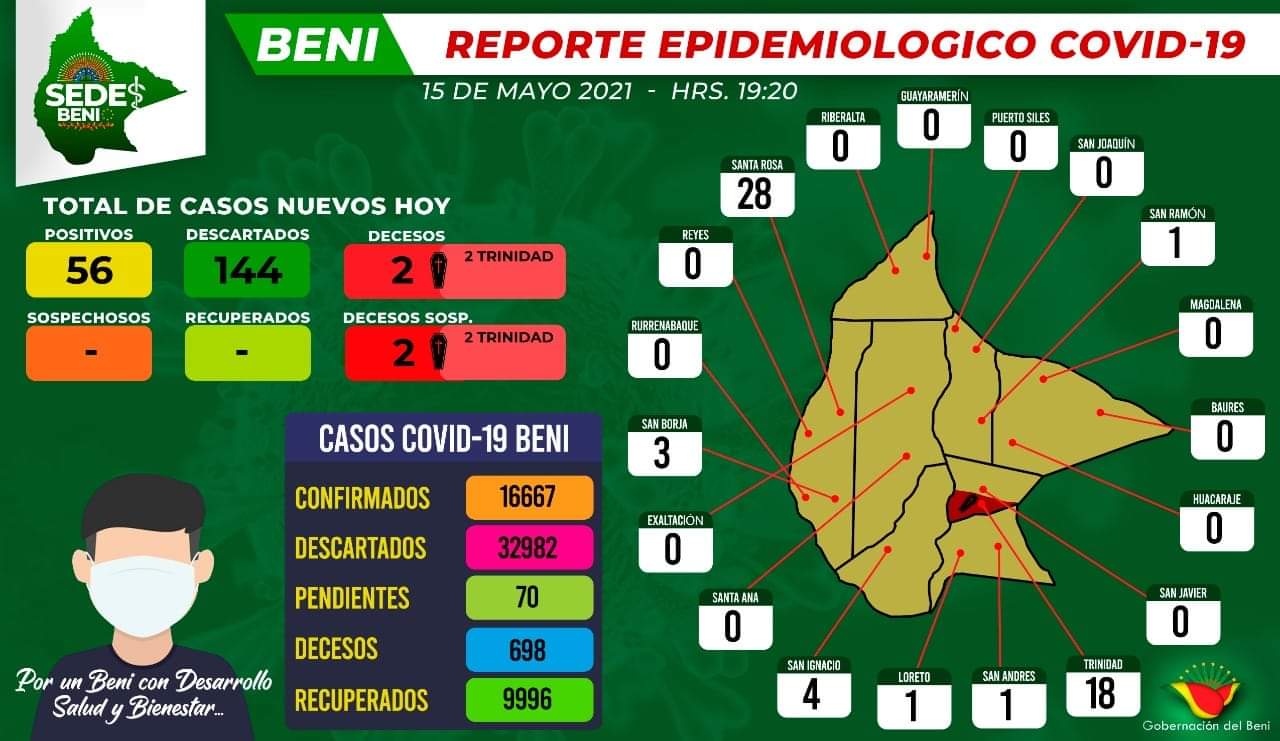 SEDES
BENI
BENI
REPORTE EPIDEMIOLOGICO COVID-19
15 DE MAYO 2021 - HRS. 19:20
TOTAL DE CASOS NUEVOS HOY
POSITIVOS
56
DESCARTADOS
144
DECESOS
2
2 TRINIDAD
SOSPECHOSOS
-
RECUPERADOS
-
DECESOS SOSP.
2
2 TRINIDAD
CASOS COVID-19 BENI
CONFIRMADOS 16667
DESCARTADOS 32982
PENDIENTES 70
DECESOS 698
RECUPERADOS 9996
Por un Beni con Desarrollo
Salud y Bienestar...
GUAYARAMERÍN
0
RIBERALTA
0
PUERTO SILES
0
SAN JOAQUÍN
0
SANTA ROSA
28
SAN RAMÓN
1
REYES
0
MAGDALENA
0
RURRENABAQUE
0
BAURES
0
SAN BORJA
3
HUACARAJE
0
EXALTACIÓN
0
SAN JAVIER
0
SANTA ANA
0
SAN IGNACIO
4
LORETO
1
SAN ANDRES
1
TRINIDAD
18
Gobernación del Beni